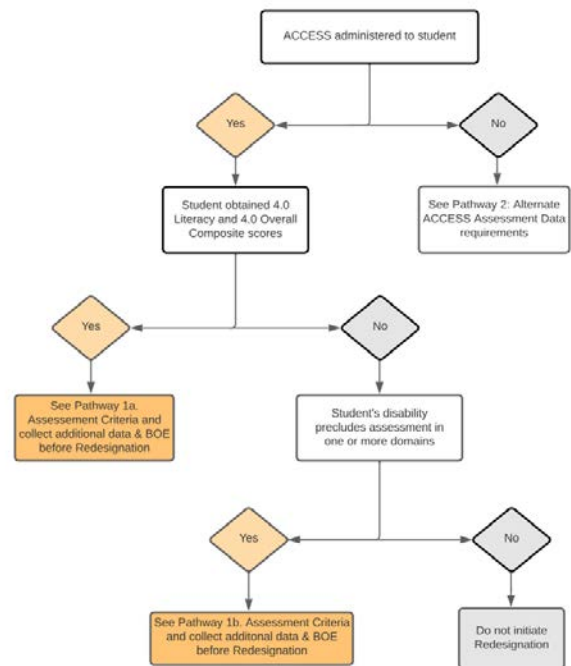 ACCESS administered to student
Yes
No
Student obtained 4.0
Literacy and 4.0 Overall
Composite scores
See Pathway 2: Alternate
ACCESS Assessment Data
requirements
Yes
No
See Pathway 1a.
Assessement Criteria and
collect additional data & BOE
before Redesignation
Student's disability
precludes assessment in
one or more domains
Yes
No
See Pathway 1b. Assessment Criteria
and collect additonal data & BOE
before Redesignation
Do not initiate
Redesignation